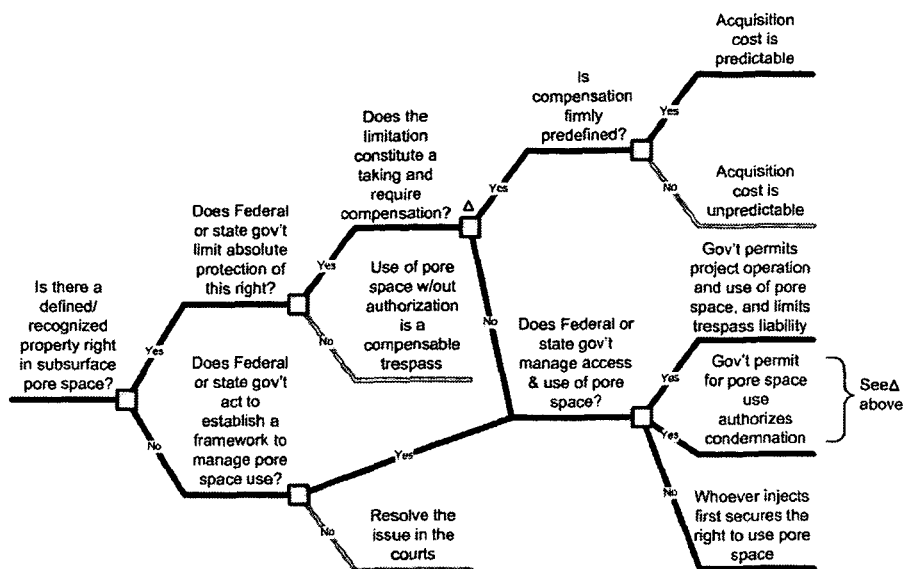 Is there a
defined/
recognized
property right
in subsurface
pore space?
Yes
No
Does Federal
or state gov't
limit absolute
protection of
this right?
Yes
No
Does Federal
or state gov't
act to
establish a
framework to
manage pore
space use?
Yes
No
Does the
limitation
constitute a
taking and
require
compensation?
Δ
Yes
No
Use of pore
space w/out
authorization
is a
compensable
trespass
Resolve the
issue in the
courts
Is
compensation
firmly
predefined?
Yes
No
Does Federal or
state gov't
manage access
& use of pore
space?
Yes
Yes
No
Acquisition
cost is
predictable
Acquisition
cost is
unpredictable
Gov't permits
project operation
and use of pore
space, and limits
trespass liability
Gov't permit
for pore space
use
authorizes
condemnation
See Δ
above
Whoever injects
first secures the
right to use pore
space